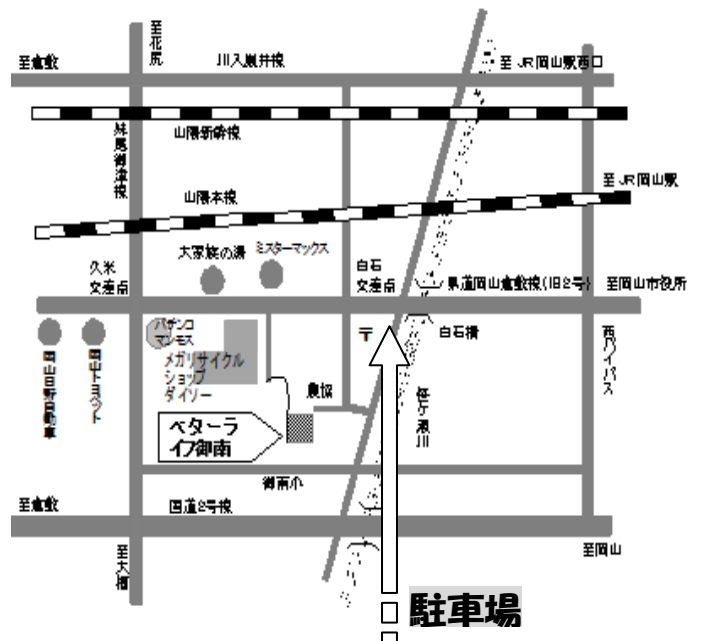 至花尻
至倉敷
川入巌井線
至 JR岡山駅西口
妹尾御津線
山陽新幹線
山陽本線
至 JR岡山駅
大家族の湯
ミスターマックス
久米
交差点
白石
交差点
県道岡山倉敷線(旧2号)
至岡山市役所
パチンコ
マンモス
〒
白石橋
メガリサイクル
ショップ
ダイソー
岡山日野自動車
岡山トヨペット
西バイパス
農協
笹ヶ瀬川
ベターラ
イフ御南
御南小
至倉敷
国道2号線
至岡山
至大福
駐車場